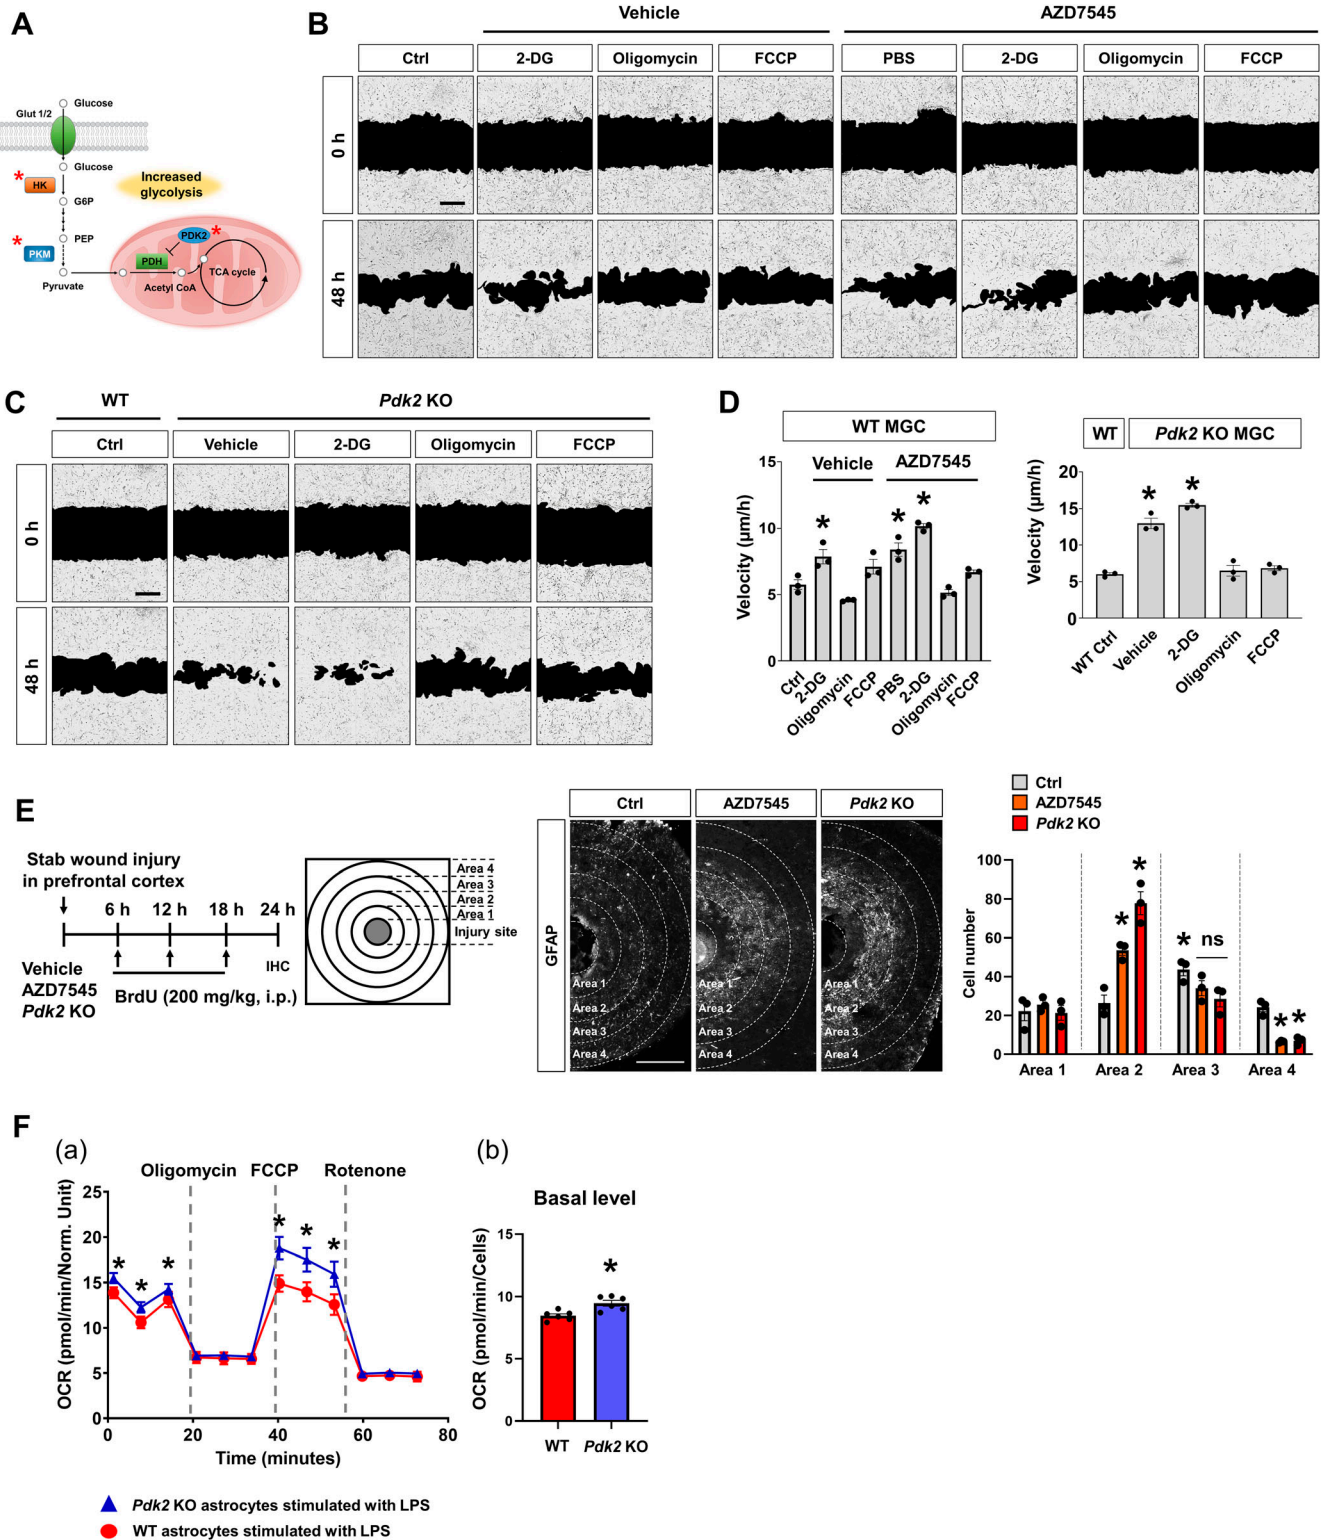 A
Glucose
Glut 1/2
Glucose
*
HK
Increased
glycolysis
G6P
*
PEP
PKM
PDK2
*
PDH
TCA cycle
Pyruvate
Acetyl CoA
B
Vehicle
AZD7545
Ctrl
2-DG
Oligomycin
FCCP
PBS
2-DG
Oligomycin
FCCP
0 h
48 h
C
WT
Pdk2 KO
Ctrl
Vehicle
2-DG
Oligomycin
FCCP
0 h
48 h
D
WT MGC
Vehicle
AZD7545
Velocity (µm/h)
15
10
5
0
*
*
*
Ctrl
2-DG
Oligomycin
FCCP
PBS
2-DG
Oligomycin
FCCP
WT
Pdk2 KO MGC
Velocity (µm/h)
20
15
10
5
0
*
*
WT Ctrl
Vehicle
2-DG
Oligomycin
FCCP
E
Stab wound injury
in prefrontal cortex
6 h 12 h 18 h 24 h
Vehicle
AZD7545
Pdk2 KO
BrdU (200 mg/kg, i.p.)
IHC
Area 4
Area 3
Area 2
Area 1
Injury site
Ctrl
AZD7545
Pdk2 KO
GFAP
Area 1
Area 2
Area 3
Area 4
Area 1
Area 2
Area 3
Area 4
Area 1
Area 2
Area 3
Area 4
Ctrl
AZD7545
Pdk2 KO
Cell number
100
80
60
40
20
0
*
*
*
ns
*
*
Area 1
Area 2
Area 3
Area 4
F
(a)
Oligomycin
FCCP
Rotenone
OCR (pmol/min/Norm. Unit)
25
20
15
10
5
0
*
*
*
*
*
*
0
20
40
60
80
Time (minutes)
Pdk2 KO astrocytes stimulated with LPS
WT astrocytes stimulated with LPS
(b)
Basal level
OCR (pmol/min/Cells)
15
10
5
0
*
WT
Pdk2 KO